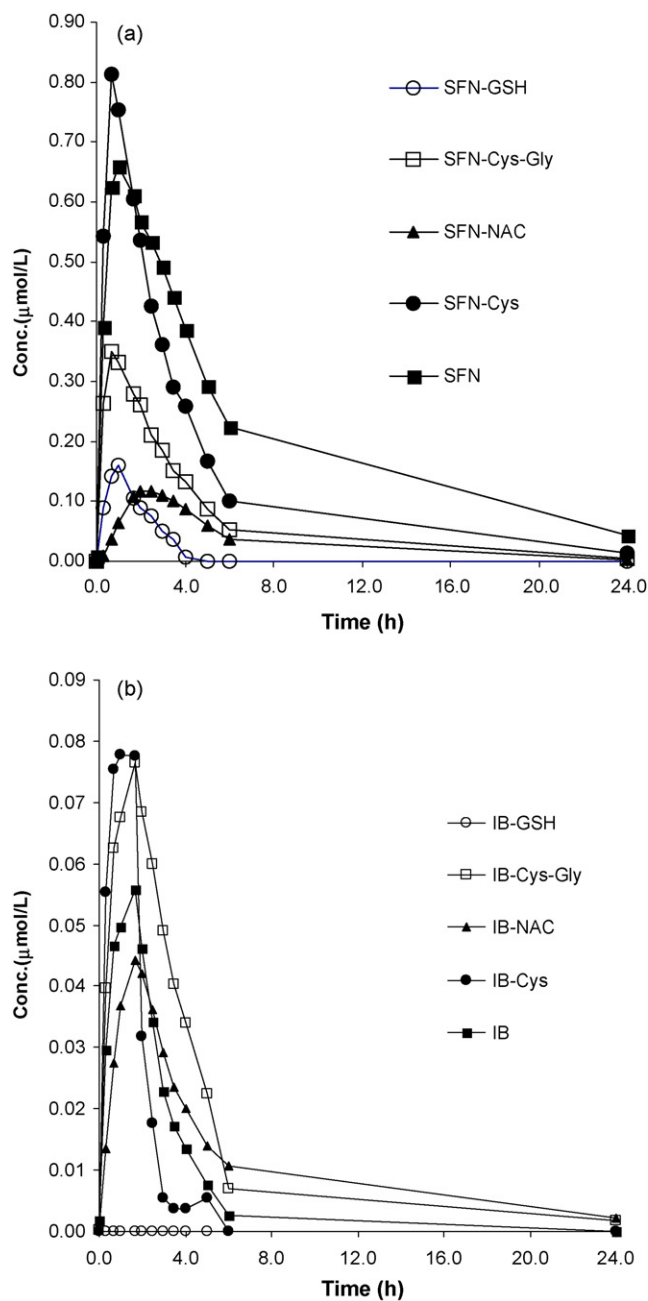 (a)
0.90
0.80
0.70
0.60
0.50
0.40
0.30
0.20
0.10
0.00
Conc.(μmol/L)
SFN-GSH
SFN-Cys-Gly
SFN-NAC
SFN-Cys
SFN
0.0 4.0 8.0 12.0 16.0 20.0 24.0
Time (h)
(b)
0.09
0.08
0.07
0.06
0.05
0.04
0.03
0.02
0.01
0.00
Conc.(μmol/L)
IB-GSH
IB-Cys-Gly
IB-NAC
IB-Cys
IB
0.0 4.0 8.0 12.0 16.0 20.0 24.0
Time (h)